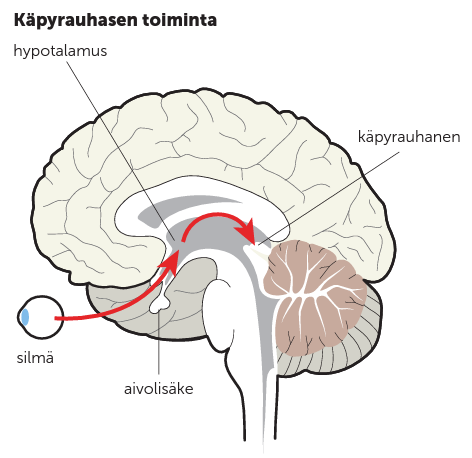 Käpyrauhasen toiminta
hypotalamus
käpyrauhanen
silmä
aivolisäke